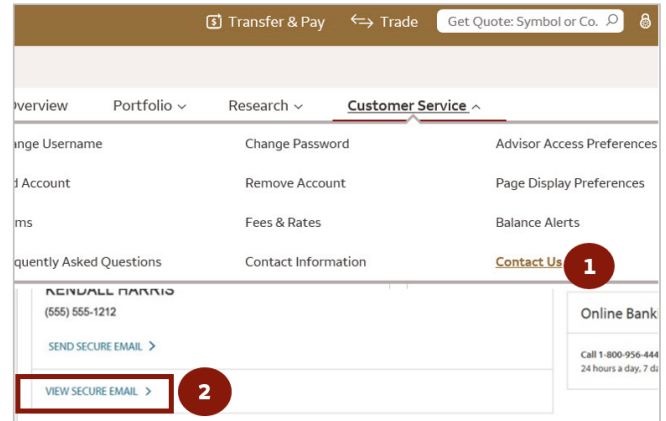 Transfer & Pay Trade Get Quote: Symbol or Co.
Overview Portfolio Research Customer Service
ange Username Change Password Advisor Access Preferences
d Account Remove Account Page Display Preferences
ms Fees & Rates Balance Alerts
quently Asked Questions Contact Information Contact Us 1
KENDALL HARRIS
(555) 555-1212
Online Bank
SEND SECURE EMAIL >
Call 1-800-956-444
24 hours a day, 7 da
VIEW SECURE EMAIL > 2